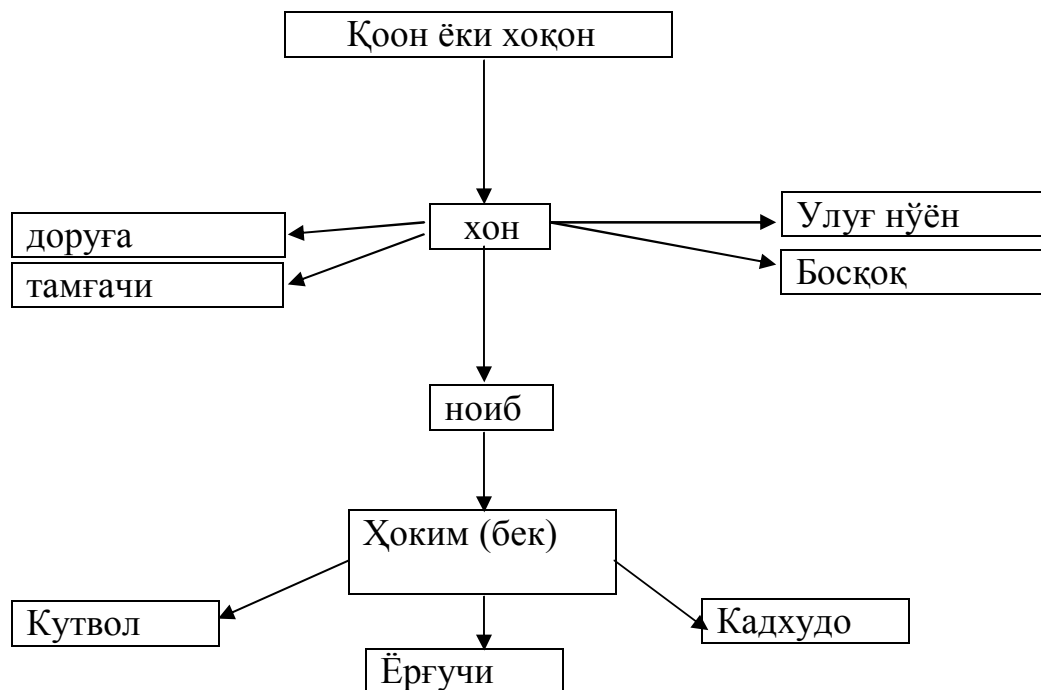 Қоон ёки хоқон
хон
доруға
тамғачи
Улуғ нўён
Босқоқ
ноиб
Ҳоким (бек)
Кутвол
Кадхудо
Ёрғучи